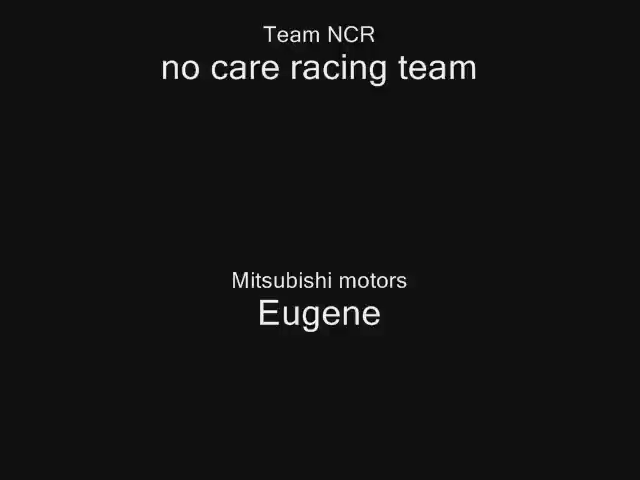 Team NCR
no care racing team
Mitsubishi motors
Eugene